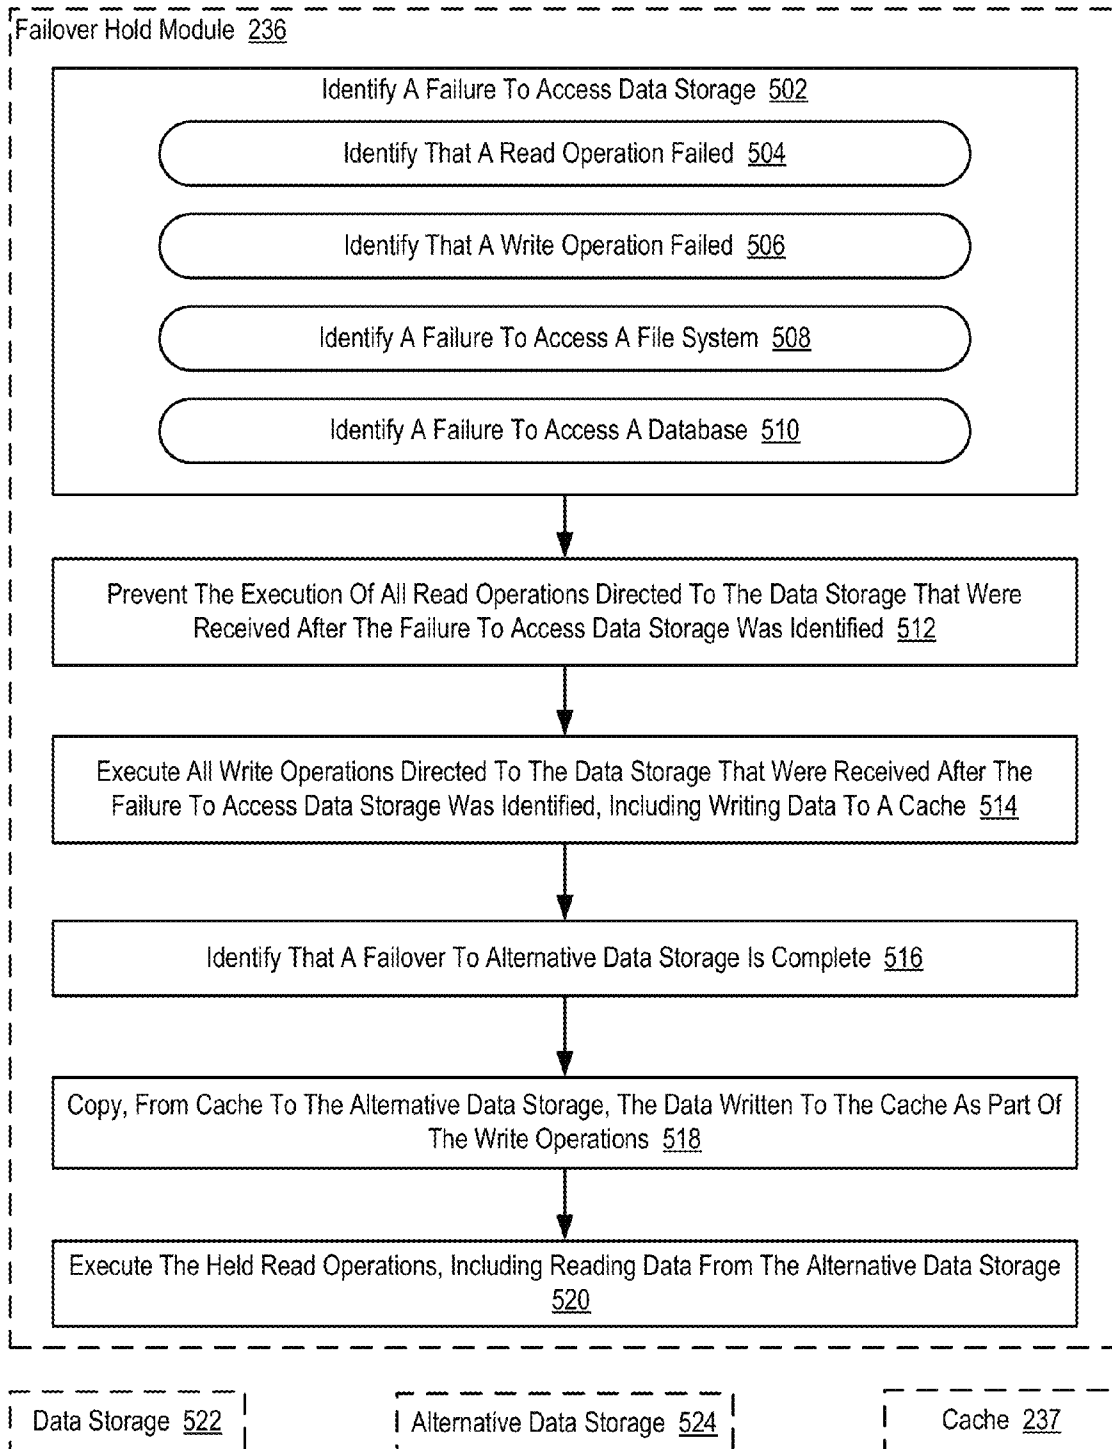 Failover Hold Module 236
Identify A Failure To Access Data Storage 502
Identify That A Read Operation Failed 504
Identify That A Write Operation Failed 506
Identify A Failure To Access A File System 508
Identify A Failure To Access A Database 510
Prevent The Execution Of All Read Operations Directed To The Data Storage That Were
Received After The Failure To Access Data Storage Was Identified 512
Execute All Write Operations Directed To The Data Storage That Were Received After The
Failure To Access Data Storage Was Identified, Including Writing Data To A Cache 514
Identify That A Failover To Alternative Data Storage Is Complete 516
Copy, From Cache To The Alternative Data Storage, The Data Written To The Cache As Part Of
The Write Operations 518
Execute The Held Read Operations, Including Reading Data From The Alternative Data Storage
520
Data Storage 522
Alternative Data Storage 524
Cache 237